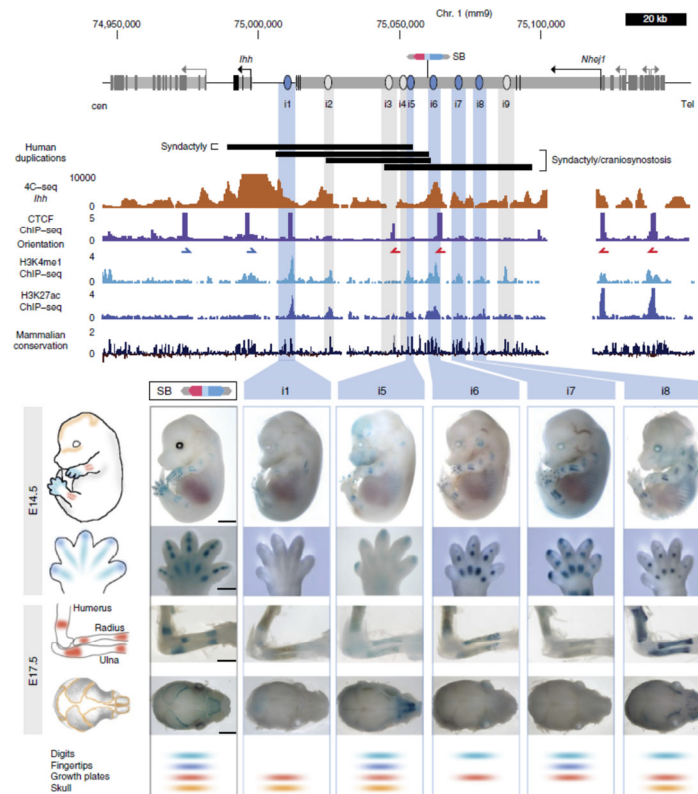 Chr. 1 (mm9)
74,950,000 75,000,000 75,050,000 75,100,000 20 kb
Ihh SB Nhej1
cen i1 i2 i3 i4 i5 i6 i7 i8 i9 Tel
Human duplications Syndactyly Syndactyly/craniosynostosis
4C–seq Ihh 10000 0
CTCF ChIP–seq 5 0
Orientation
H3K4me1 ChIP–seq 4 0
H3K27ac ChIP–seq 4 0
Mammalian conservation 2 0
SB i1 i5 i6 i7 i8
E14.5
E17.5
Humerus
Radius
Ulna
Digits
Fingertips
Growth plates
Skull